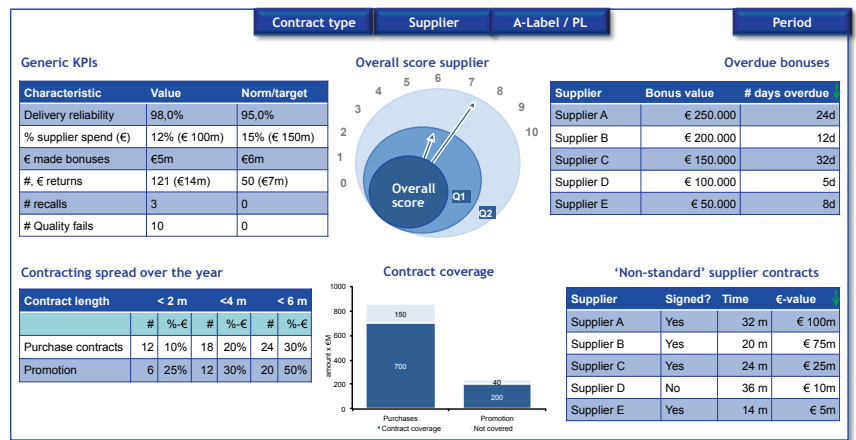 Contract type Supplier A-Label / PL Period
Generic KPIs
Characteristic Value Norm/target
Delivery reliability 98,0% 95,0%
% supplier spend (€) 12% (€ 100m) 15% (€ 150m)
€ made bonuses €5m €6m
#, € returns 121 (€14m) 50 (€7m)
# recalls 3 0
# Quality fails 10 0
Overall score supplier
0 1 2 3 4 5 6 7 8 9 10
Overall
score
Q1
Q2
Overdue bonuses
Supplier Bonus value # days overdue
Supplier A € 250.000 24d
Supplier B € 200.000 12d
Supplier C € 150.000 32d
Supplier D € 100.000 5d
Supplier E € 50.000 8d
Contracting spread over the year
Contract length < 2 m <4 m < 6 m
# %-€ # %-€ # %-€
Purchase contracts 12 10% 18 20% 24 30%
Promotion 6 25% 12 30% 20 50%
Contract coverage
amount x €M
1000
800
600
400
200
0
150
700
40
200
Purchases Promotion
Contract coverage Not covered
‘Non-standard’ supplier contracts
Supplier Signed? Time €-value
Supplier A Yes 32 m € 100m
Supplier B Yes 20 m € 75m
Supplier C Yes 24 m € 25m
Supplier D No 36 m € 10m
Supplier E Yes 14 m € 5m